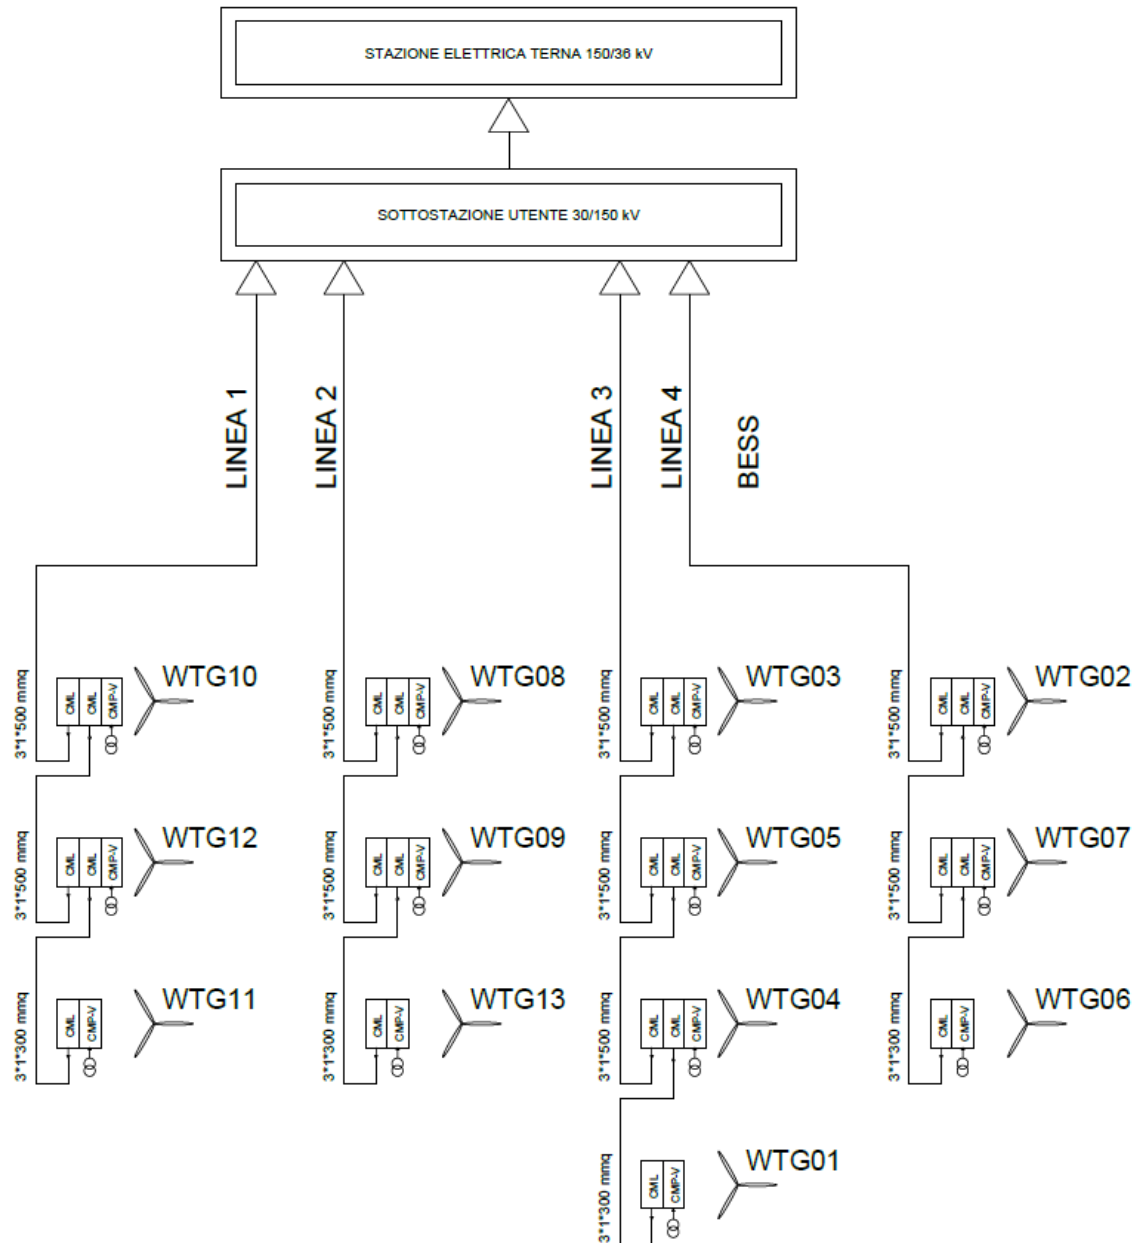 STAZIONE ELETTRICA TERNA 150/36 kV
SOTTOSTAZIONE UTENTE 30/150 kV
LINEA 1
LINEA 2
LINEA 3
LINEA 4
BESS
3*1*500 mmq
CML
CML
CMP-V
WTG10
3*1*500 mmq
CML
CML
CMP-V
WTG08
3*1*500 mmq
CML
CML
CMP-V
WTG03
3*1*500 mmq
CML
CML
CMP-V
WTG02
3*1*500 mmq
CML
CML
CMP-V
WTG12
3*1*500 mmq
CML
CML
CMP-V
WTG09
3*1*500 mmq
CML
CML
CMP-V
WTG05
3*1*500 mmq
CML
CML
CMP-V
WTG07
3*1*300 mmq
CML
CMP-V
WTG11
3*1*300 mmq
CML
CMP-V
WTG13
3*1*500 mmq
CML
CML
CMP-V
WTG04
3*1*300 mmq
CML
CMP-V
WTG06
3*1*300 mmq
CML
CMP-V
WTG01